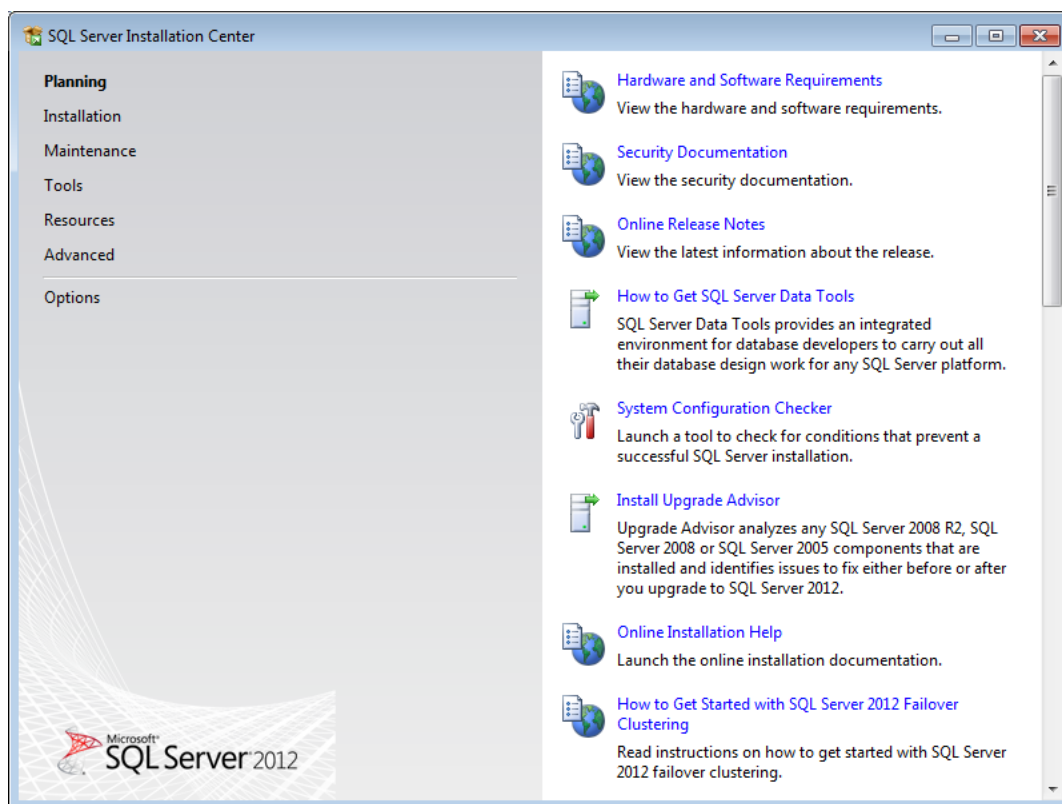 SQL Server Installation Center
Planning
Installation
Maintenance
Tools
Resources
Advanced
Options
Hardware and Software Requirements
View the hardware and software requirements.
Security Documentation
View the security documentation.
Online Release Notes
View the latest information about the release.
How to Get SQL Server Data Tools
SQL Server Data Tools provides an integrated
environment for database developers to carry out all
their database design work for any SQL Server platform.
System Configuration Checker
Launch a tool to check for conditions that prevent a
successful SQL Server installation.
Install Upgrade Advisor
Upgrade Advisor analyzes any SQL Server 2008 R2, SQL
Server 2008 or SQL Server 2005 components that are
installed and identifies issues to fix either before or after
you upgrade to SQL Server 2012.
Online Installation Help
Launch the online installation documentation.
How to Get Started with SQL Server 2012 Failover
Clustering
Read instructions on how to get started with SQL Server
2012 failover clustering.
Microsoft®
SQL Server® 2012